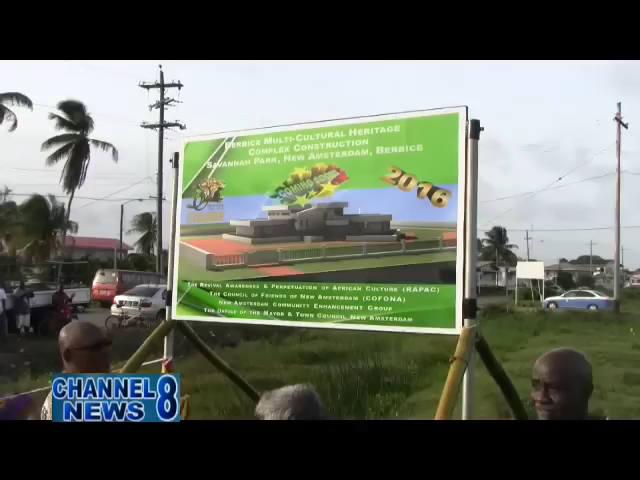 Berbice Multi-Cultural Heritage
Complex Construction
Savannah Park, New Amsterdam, Berbice
Coming Soon
2016
The Revival Awareness & Perpetuation of African Culture (RAPAC)
The Council of Friends of New Amsterdam (COFONA)
New Amsterdam Community Enhancement Group
The Office of the Mayor & Town Council New Amsterdam
CHANNEL
NEWS 8